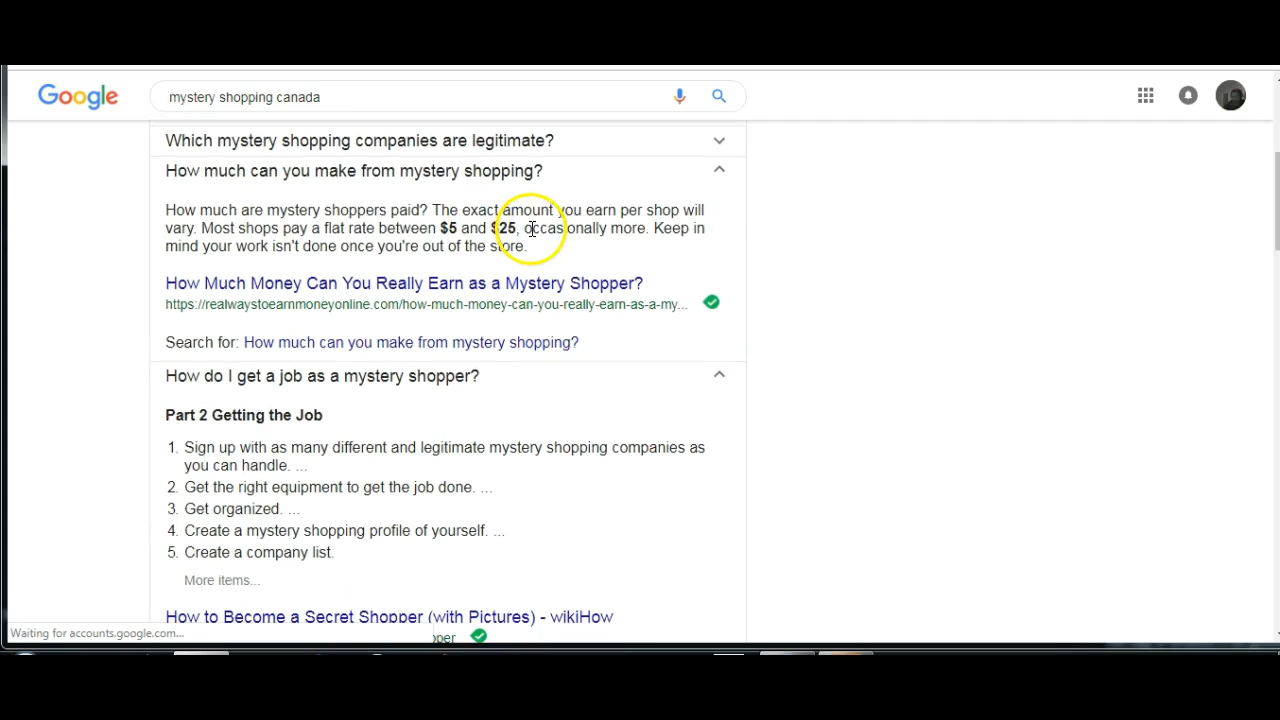 Google
mystery shopping canada
Which mystery shopping companies are legitimate?
How much can you make from mystery shopping?
How much are mystery shoppers paid? The exact amount you earn per shop will
vary. Most shops pay a flat rate between $5 and $25, occasionally more. Keep in
mind your work isn't done once you're out of the store.
How Much Money Can You Really Earn as a Mystery Shopper?
https://realwaystoearnmoneyonline.com/how-much-money-can-you-really-earn-as-a-my...
Search for: How much can you make from mystery shopping?
How do I get a job as a mystery shopper?
Part 2 Getting the Job
1. Sign up with as many different and legitimate mystery shopping companies as
you can handle. ...
2. Get the right equipment to get the job done. ...
3. Get organized. ...
4. Create a mystery shopping profile of yourself. ...
5. Create a company list.
More items...
How to Become a Secret Shopper (with Pictures) - wikiHow
Waiting for accounts.google.com...